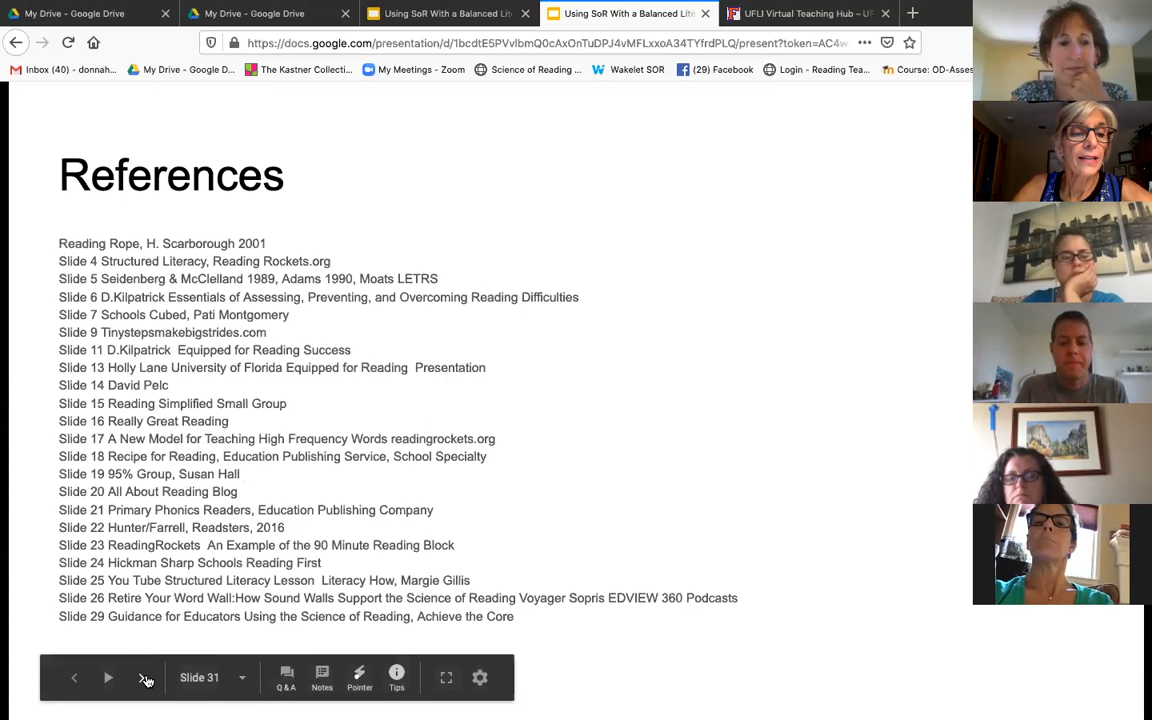 My Drive - Google Drive
My Drive - Google Drive
Using SoR With a Balanced Lite
Using SoR With a Balanced Lite
UFLI Virtual Teaching Hub - UF
https://docs.google.com/presentation/d/1bcdtE5PVvlbmQ0cAxOnTuDPJ4vMFLxxoA34TYfrdPLQ/present?token=AC4w
Inbox (40) - donnah...
My Drive - Google D...
The Kastner Collecti...
My Meetings - Zoom
Science of Reading ...
Wakelet SOR
(29) Facebook
Login - Reading Tea...
Course: OD-Asses
References
Reading Rope, H. Scarborough 2001
Slide 4 Structured Literacy, Reading Rockets.org
Slide 5 Seidenberg & McClelland 1989, Adams 1990, Moats LETRS
Slide 6 D.Kilpatrick Essentials of Assessing, Preventing, and Overcoming Reading Difficulties
Slide 7 Schools Cubed, Pati Montgomery
Slide 9 Tinystepsmakebigstrides.com
Slide 11 D.Kilpatrick Equipped for Reading Success
Slide 13 Holly Lane University of Florida Equipped for Reading Presentation
Slide 14 David Pelc
Slide 15 Reading Simplified Small Group
Slide 16 Really Great Reading
Slide 17 A New Model for Teaching High Frequency Words readingrockets.org
Slide 18 Recipe for Reading, Education Publishing Service, School Specialty
Slide 19 95% Group, Susan Hall
Slide 20 All About Reading Blog
Slide 21 Primary Phonics Readers, Education Publishing Company
Slide 22 Hunter/Farrell, Readsters, 2016
Slide 23 ReadingRockets An Example of the 90 Minute Reading Block
Slide 24 Hickman Sharp Schools Reading First
Slide 25 You Tube Structured Literacy Lesson Literacy How, Margie Gillis
Slide 26 Retire Your Word Wall:How Sound Walls Support the Science of Reading Voyager Sopris EDVIEW 360 Podcasts
Slide 29 Guidance for Educators Using the Science of Reading, Achieve the Core
Slide 31
Q & A
Notes
Pointer
Tips